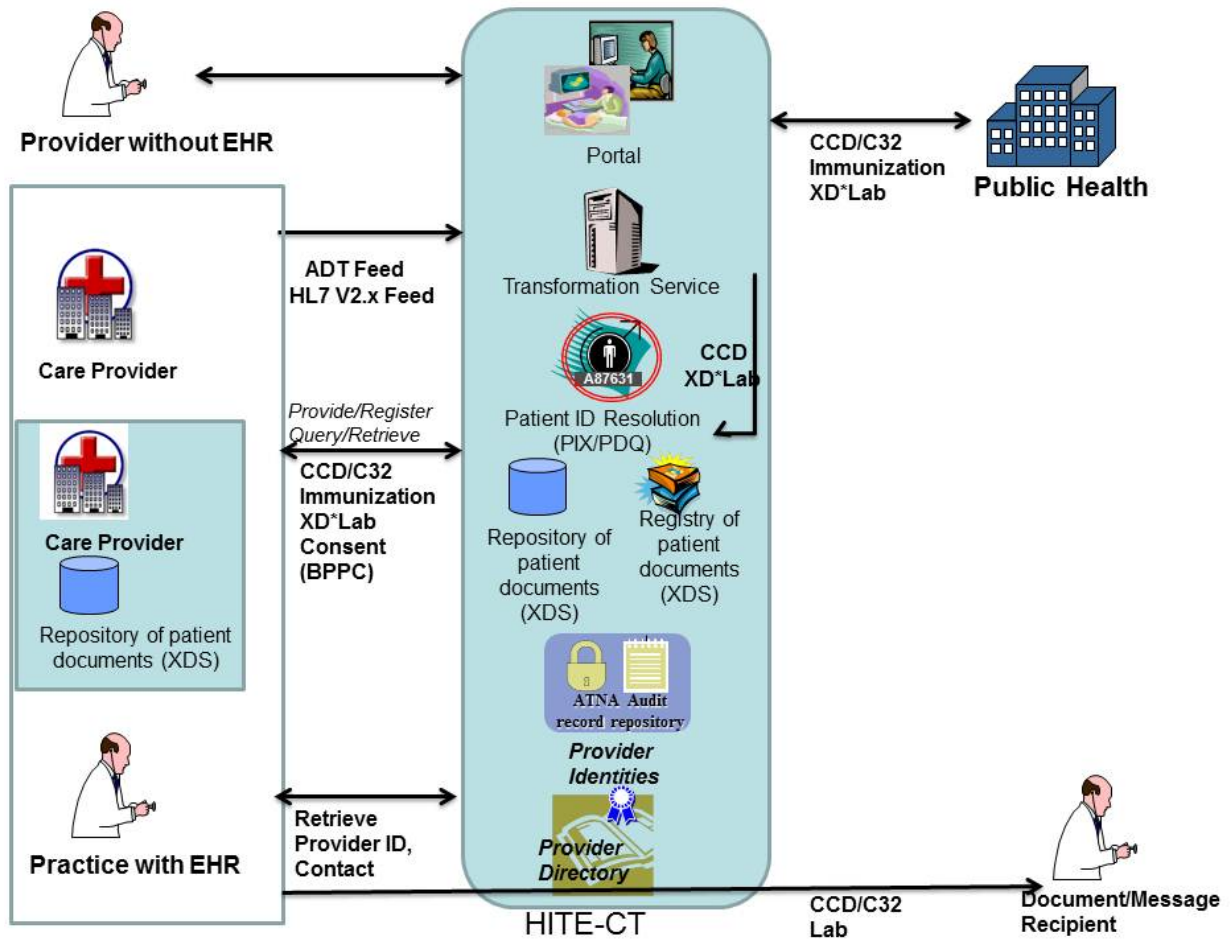 Provider without EHR
Portal
CCD/C32
Immunization
XD*Lab
Public Health
ADT Feed
HL7 V2.x Feed
Transformation Service
Care Provider
A87631
CCD
XD*Lab
Patient ID Resolution
(PIX/PDQ)
Provide/Register
Query/Retrieve
CCD/C32
Immunization
XD*Lab
Consent
(BPPC)
Care Provider
Repository of patient
documents (XDS)
Repository of
patient
documents
(XDS)
Registry of
patient
documents
(XDS)
ATNA Audit
record repository
Provider
Identities
Retrieve
Provider ID,
Contact
Provider
Directory
Practice with EHR
CCD/C32
Lab
Document/Message
Recipient
HITE-CT